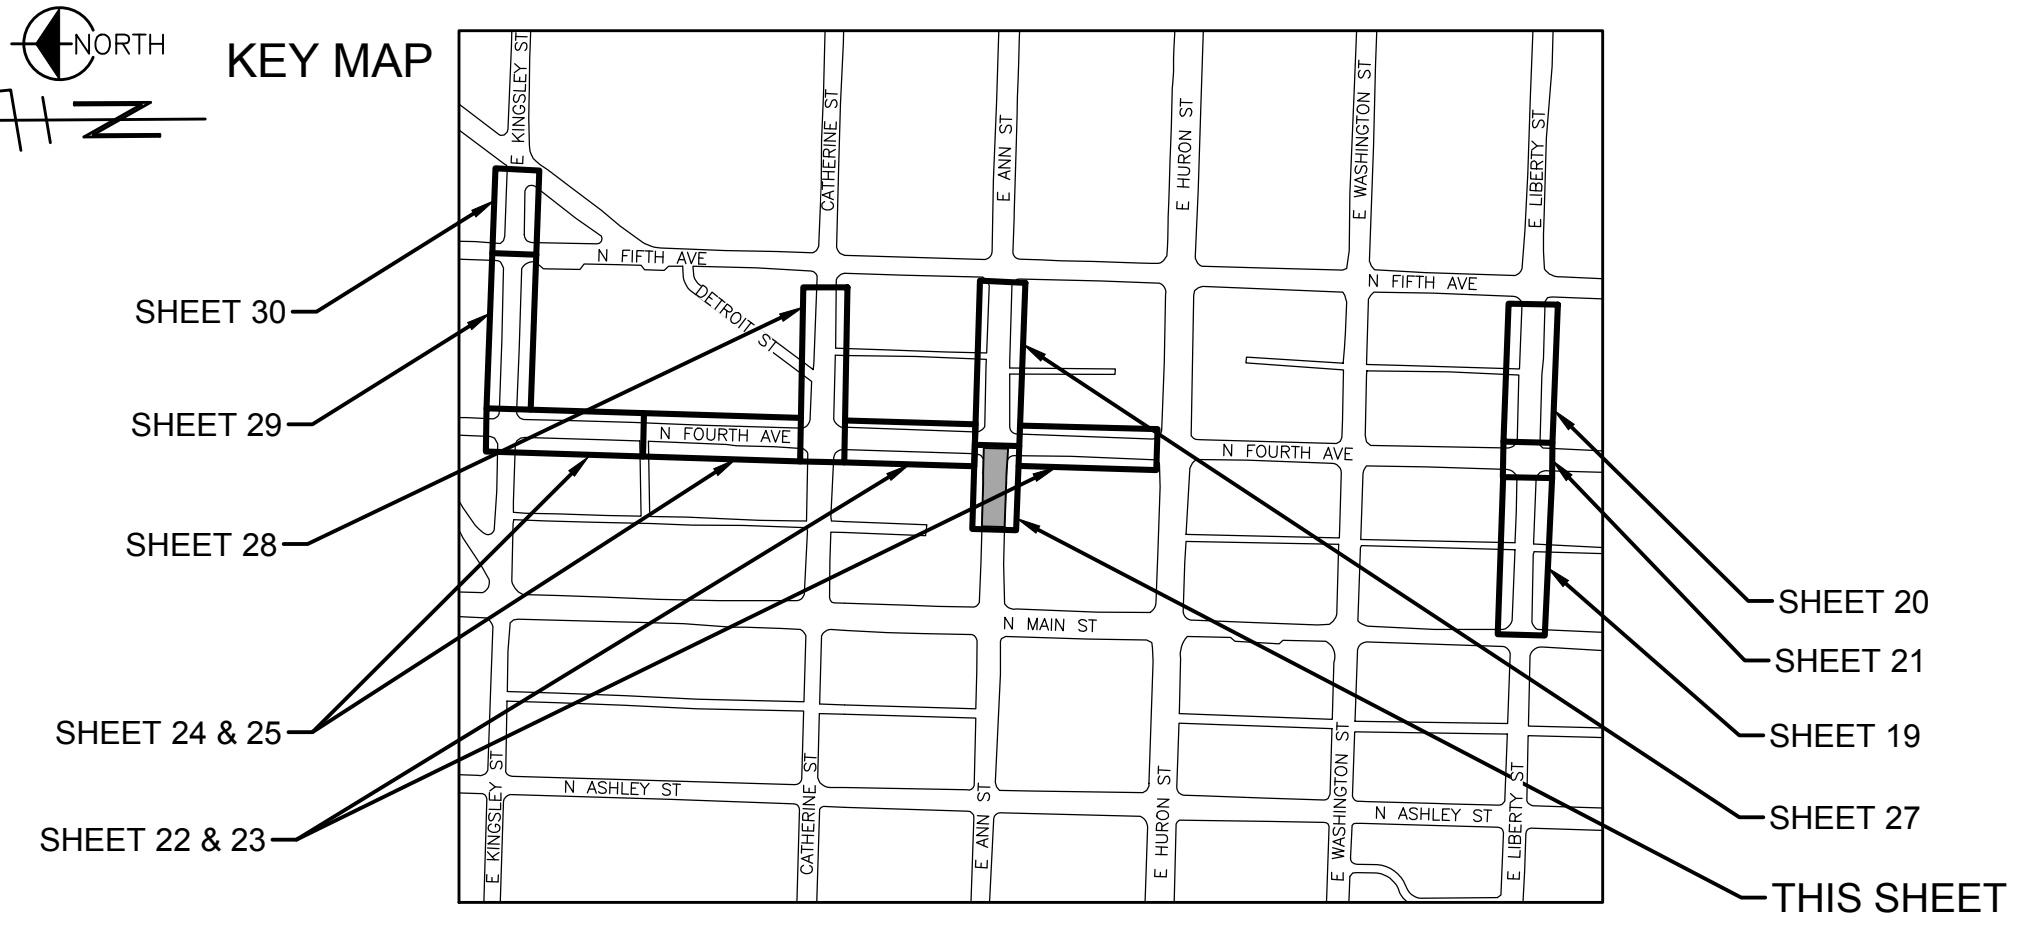 NORTH
KEY MAP
N
E KINGSLEY ST
CATHERINE ST
E ANN ST
E HURON ST
E WASHINGTON ST
E LIBERTY ST
N FIFTH AVE
N FIFTH AVE
DETROIT ST
SHEET 30
SHEET 29
N FOURTH AVE
N FOURTH AVE
SHEET 28
SHEET 20
N MAIN ST
SHEET 21
SHEET 24 & 25
SHEET 19
E KINGSLEY ST
CATHERINE ST
E ANN ST
E HURON ST
E WASHINGTON ST
E LIBERTY ST
N ASHLEY ST
N ASHLEY ST
SHEET 27
SHEET 22 & 23
THIS SHEET